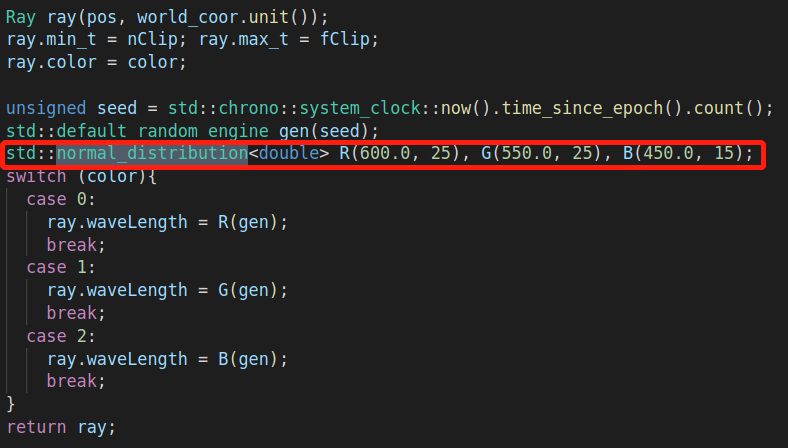 Ray ray(pos, world_coor.unit());
ray.min_t = nClip; ray.max_t = fClip;
ray.color = color;
unsigned seed = std::chrono::system_clock::now().time_since_epoch().count();
std::default_random_engine gen(seed);
std::normal_distribution<double> R(600.0, 25), G(550.0, 25), B(450.0, 15);
switch (color){
case 0:
ray.waveLength = R(gen);
break;
case 1:
ray.waveLength = G(gen);
break;
case 2:
ray.waveLength = B(gen);
break;
}
return ray;